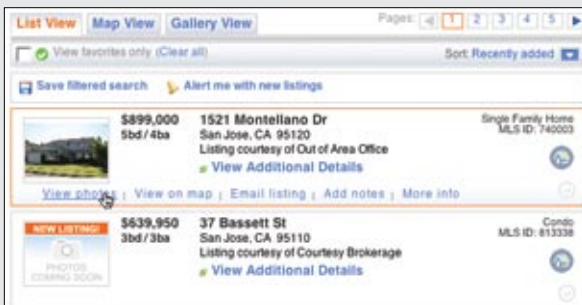 List View Map View Gallery View Pages: 1 2 3 4 5
View favorites only (Clear all) Sort: Recently added
Save filtered search Alert me with new listings
$899,000 1521 Montellano Dr Single Family Home
5bd/4ba San Jose, CA 95120 MLS ID: 740003
Listing courtesy of Out of Area Office
View Additional Details
View photos | View on map | Email listing | Add notes | More info
NEW LISTING! $639,950 37 Bassett St Condo
3bd/3ba San Jose, CA 95110 MLS ID: 813338
Listing courtesy of Courtesy Brokerage
PHOTOS View Additional Details
COMING SOON